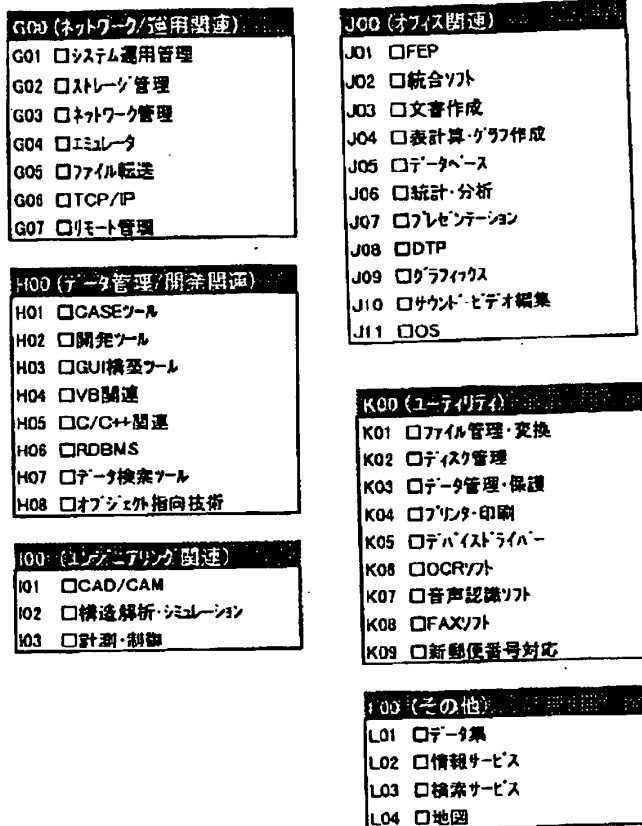 G00 (ネットワーク/運用関連)
G01 □システム運用管理
G02 □ストレージ管理
G03 □ネットワーク管理
G04 □エミュレータ
G05 □ファイル転送
G06 □TCP/IP
G07 □リモート管理
H00 (データ管理/開発関連)
H01 □CASEツール
H02 □開発ツール
H03 □GUI構築ツール
H04 □VB関連
H05 □C/C++関連
H06 □RDBMS
H07 □データ検索ツール
H08 □オブジェクト指向技術
I00 (エンジニアリング関連)
I01 □CAD/CAM
I02 □構造解析・シミュレーション
I03 □計測・制御
J00 (オフィス関連)
J01 □FEP
J02 □統合ソフト
J03 □文書作成
J04 □表計算・グラフ作成
J05 □データベース
J06 □統計・分析
J07 □プレゼンテーション
J08 □DTP
J09 □グラフィックス
J10 □サウンド・ビデオ編集
J11 □OS
K00 (ユーティリティ)
K01 □ファイル管理・変換
K02 □ディスク管理
K03 □データ管理・保護
K04 □プリンタ・印刷
K05 □デバイスドライバー
K06 □OCRソフト
K07 □音声認識ソフト
K08 □FAXソフト
K09 □新郵便番号対応
L00 (その他)
L01 □データ集
L02 □情報サービス
L03 □検索サービス
L04 □地図